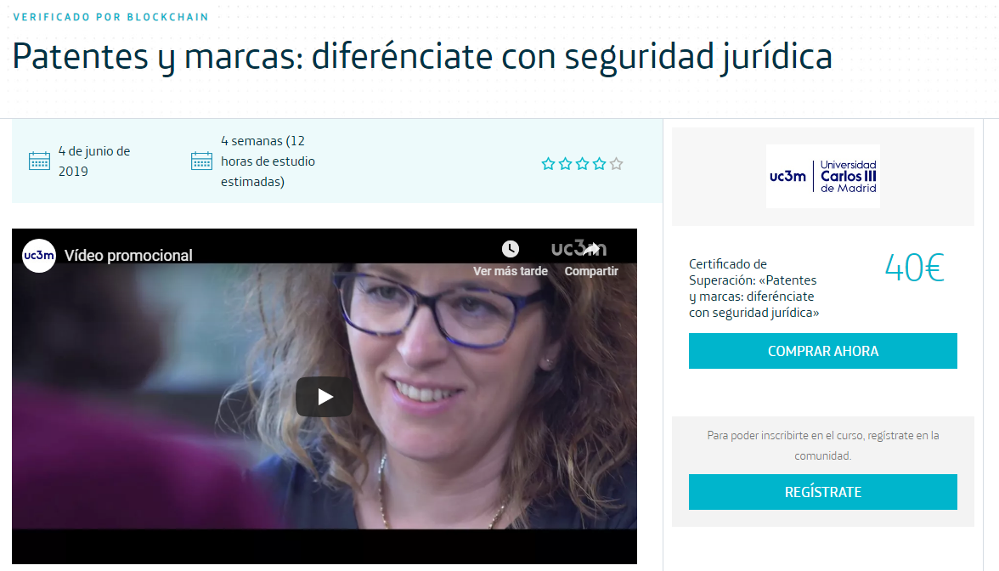 VERIFICADO POR BLOCKCHAIN
Patentes y marcas: diferénciate con seguridad jurídica
4 de junio de
2019
4 semanas (12
horas de estudio
estimadas)
uc3m
Universidad
Carlos III
de Madrid
uc3m
Vídeo promocional
uc3m
Ver más tarde
Compartir
Certificado de
Superación: «Patentes
y marcas: diferénciate
con seguridad jurídica»
40€
COMPRAR AHORA
Para poder inscribirte en el curso, regístrate en la
comunidad.
REGÍSTRATE